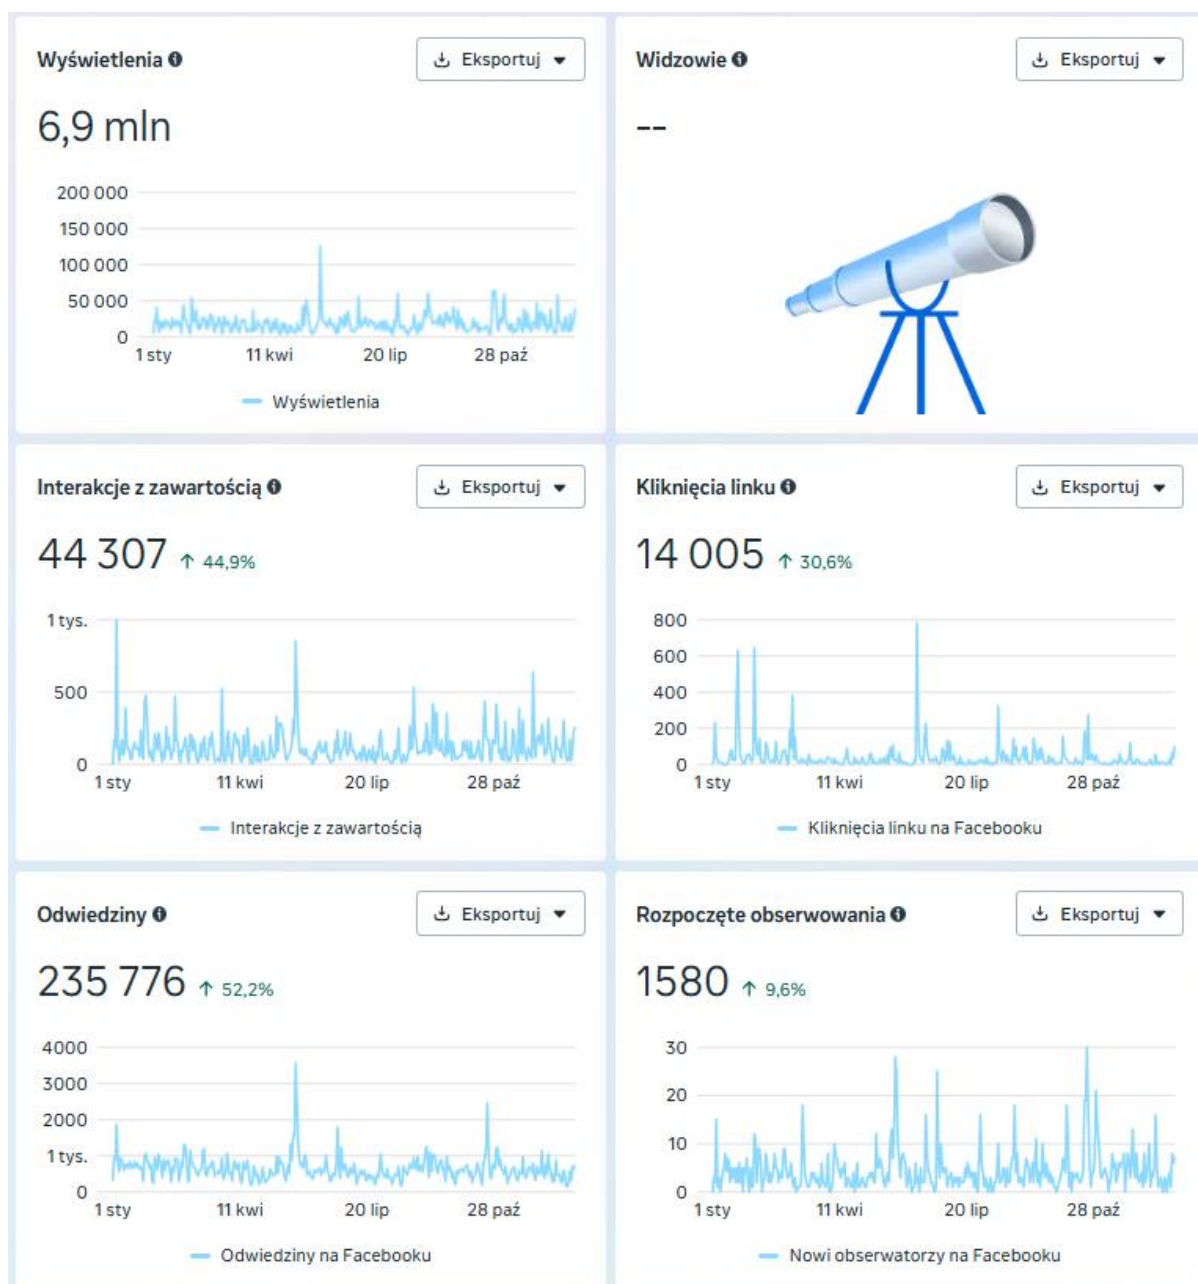 Wyświetlenia
Eksportuj
6,9 mln
200 000
150 000
100 000
50 000
0
1 sty
11 kwi
20 lip
28 paź
Wyświetlenia
Widzowie
Eksportuj
--
Interakcje z zawartością
Eksportuj
44 307 ↑ 44,9%
1 tys.
500
0
1 sty
11 kwi
20 lip
28 paź
Interakcje z zawartością
Kliknięcia linku
Eksportuj
14 005 ↑ 30,6%
800
600
400
200
0
1 sty
11 kwi
20 lip
28 paź
Kliknięcia linku na Facebooku
Odwiedziny
Eksportuj
235 776 ↑ 52,2%
4000
3000
2000
1 tys.
0
1 sty
11 kwi
20 lip
28 paź
Odwiedziny na Facebooku
Rozpoczęte obserwowania
Eksportuj
1580 ↑ 9,6%
30
20
10
0
1 sty
11 kwi
20 lip
28 paź
Nowi obserwatorzy na Facebooku